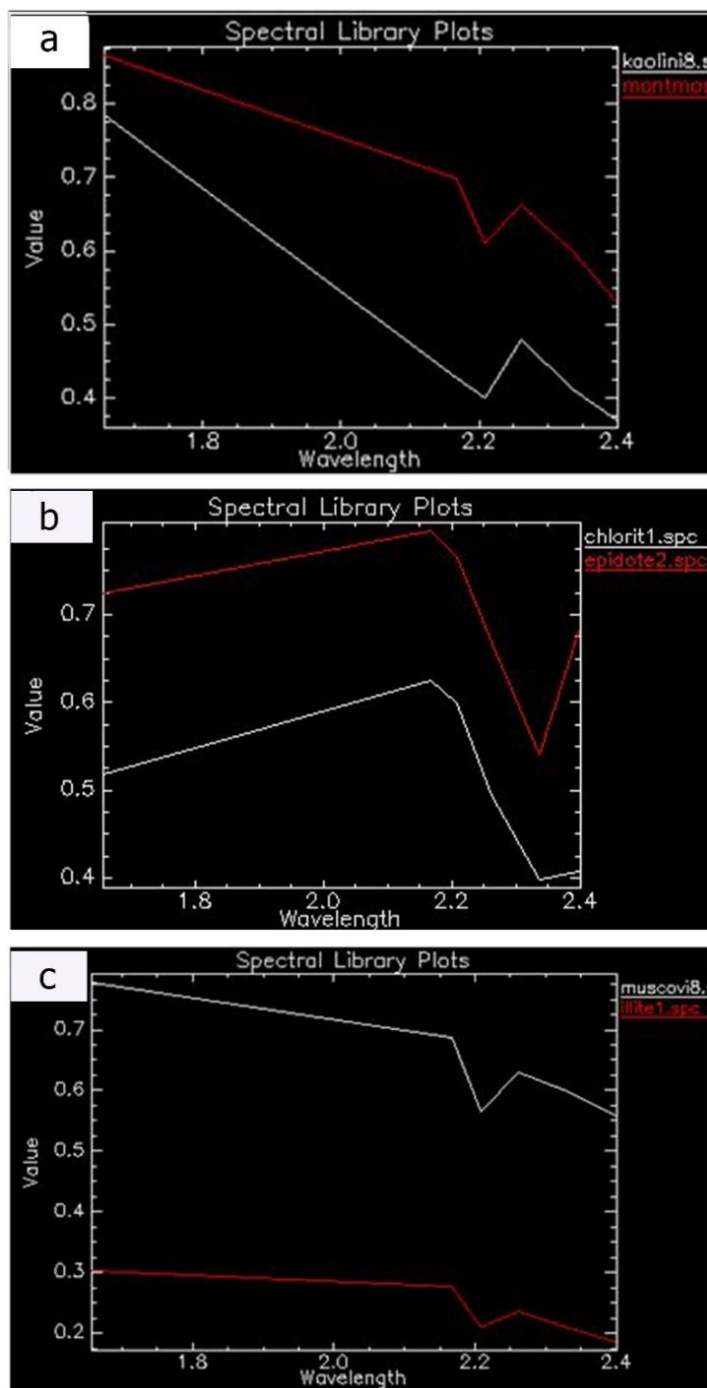 a
Spectral Library Plots
kaolini8.s
montmor
0.8
0.7
0.6
0.5
0.4
Value
1.8 2.0 2.2 2.4
Wavelength
b
Spectral Library Plots
chlorit1.spc
epidote2.spc
0.7
0.6
0.5
0.4
Value
1.8 2.0 2.2 2.4
Wavelength
c
Spectral Library Plots
muscovi8.s
illite1.spc
0.7
0.6
0.5
0.4
0.3
0.2
Value
1.8 2.0 2.2 2.4
Wavelength